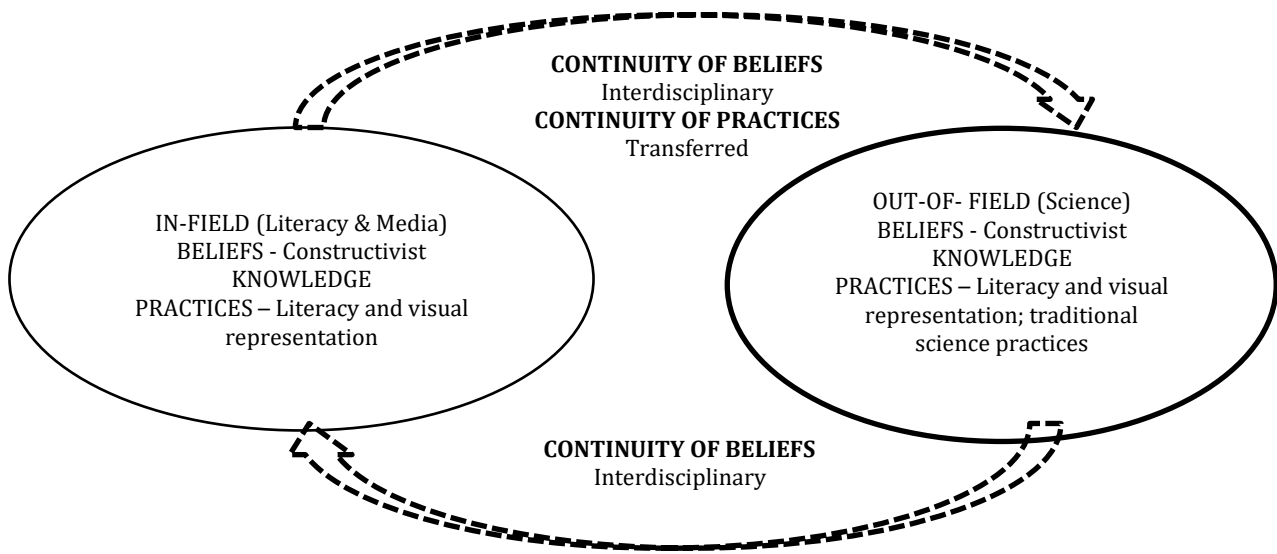 CONTINUITY OF BELIEFS
Interdisciplinary
CONTINUITY OF PRACTICES
Transferred
IN-FIELD (Literacy & Media)
BELIEFS - Constructivist
KNOWLEDGE
PRACTICES – Literacy and visual
representation
OUT-OF- FIELD (Science)
BELIEFS - Constructivist
KNOWLEDGE
PRACTICES – Literacy and visual
representation; traditional
science practices
CONTINUITY OF BELIEFS
Interdisciplinary